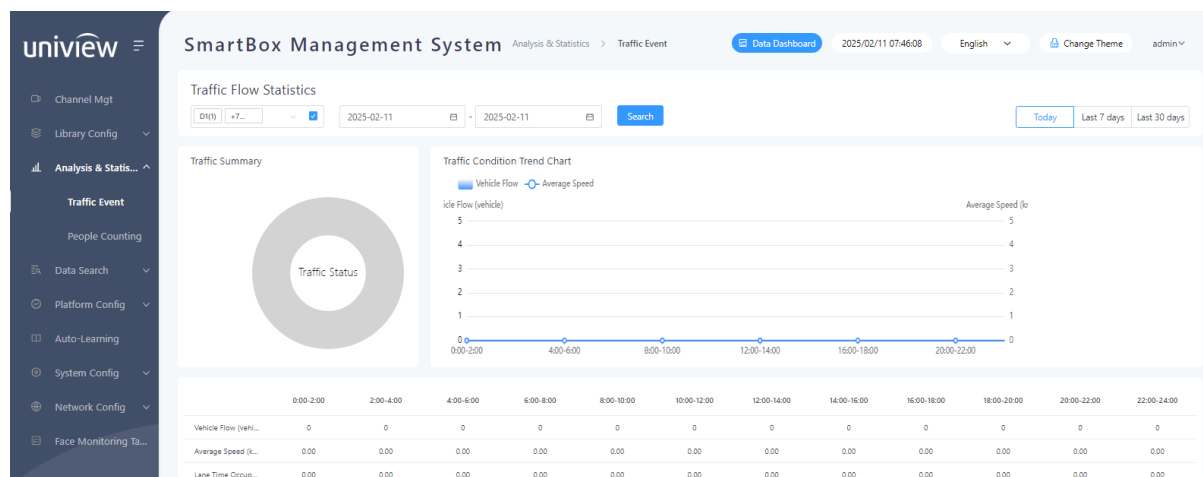 uniview
SmartBox Management System
Analysis & Statistics > Traffic Event
Data Dashboard
2025/02/11 07:46:08
English
Change Theme
admin
Channel Mgt
Library Config
Analysis & Statis...
Traffic Event
People Counting
Data Search
Platform Config
Auto-Learning
System Config
Network Config
Face Monitoring Ta...
Traffic Flow Statistics
D1(1) +7... 2025-02-11 - 2025-02-11 Search
Today Last 7 days Last 30 days
Traffic Summary
Traffic Status
Traffic Condition Trend Chart
Vehicle Flow Average Speed
icle Flow (vehicle) Average Speed (k
5 5
4 4
3 3
2 2
1 1
0 0
0:00-2:00 4:00-6:00 8:00-10:00 12:00-14:00 16:00-18:00 20:00-22:00
0:00-2:00 2:00-4:00 4:00-6:00 6:00-8:00 8:00-10:00 10:00-12:00 12:00-14:00 14:00-16:00 16:00-18:00 18:00-20:00 20:00-22:00 22:00-24:00
Vehicle Flow (vehi... 0 0 0 0 0 0 0 0 0 0 0 0
Average Speed (k... 0.00 0.00 0.00 0.00 0.00 0.00 0.00 0.00 0.00 0.00 0.00 0.00
Lane Time Occup... 0.00 0.00 0.00 0.00 0.00 0.00 0.00 0.00 0.00 0.00 0.00 0.00